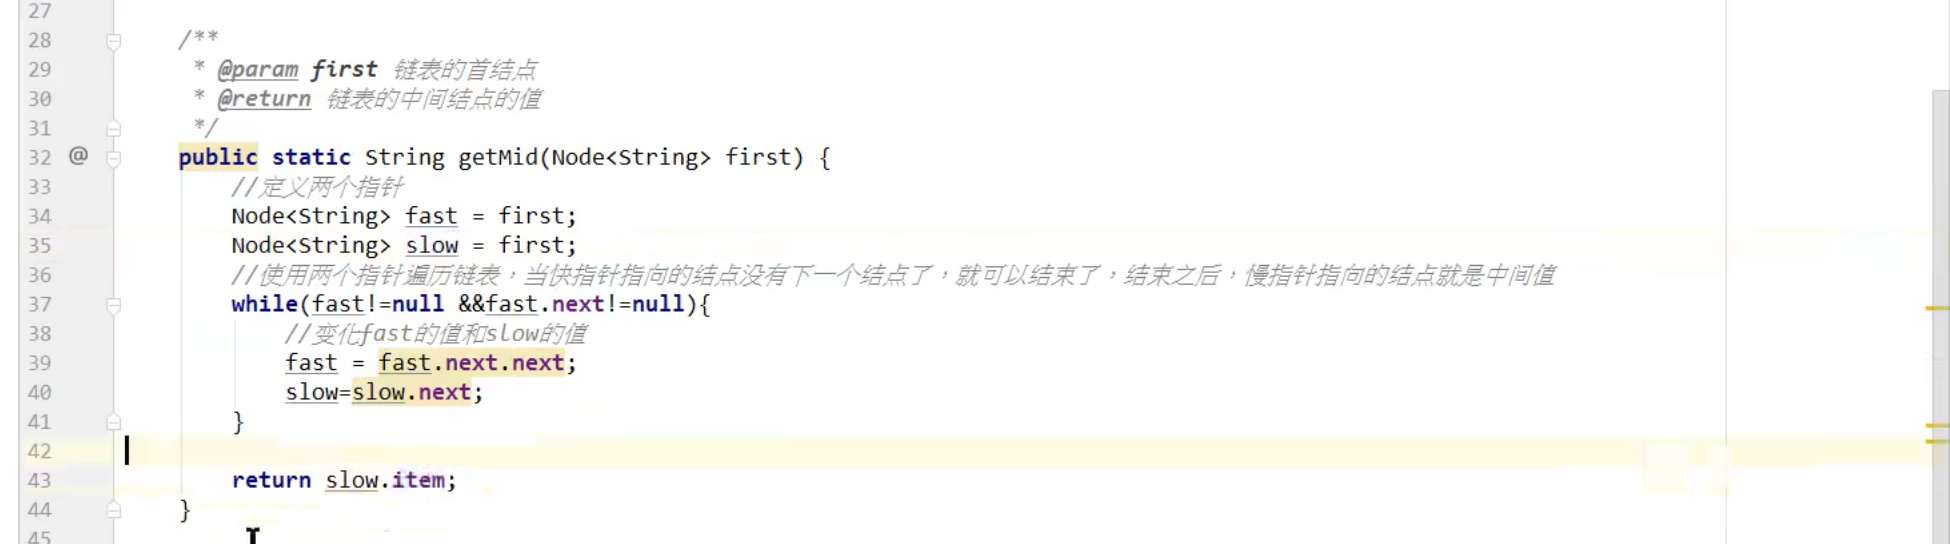 27
28 /**
29 * @param first 链表的首结点
30 * @return 链表的中间结点的值
31 */
32 @ public static String getMid(Node<String> first) {
33 //定义两个指针
34 Node<String> fast = first;
35 Node<String> slow = first;
36 //使用两个指针遍历链表，当快指针指向的结点没有下一个结点了，就可以结束了，结束之后，慢指针指向的结点就是中间值
37 while(fast!=null &&fast.next!=null){
38 //变化fast的值和slow的值
39 fast = fast.next.next;
40 slow=slow.next;
41 }
42
43 return slow.item;
44 }
45